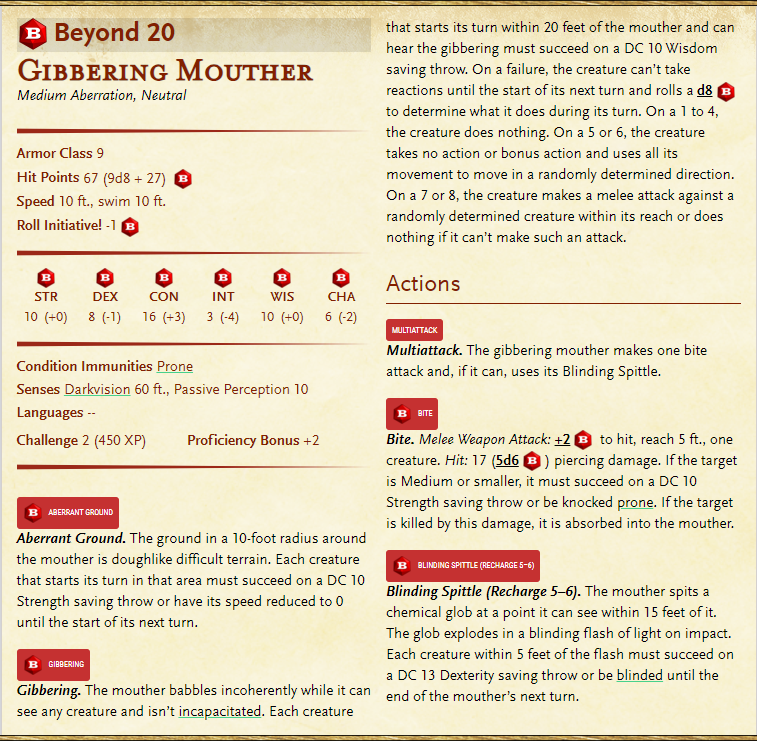 B Beyond 20
Gibbering Mouther
Medium Aberration, Neutral
Armor Class 9
Hit Points 67 (9d8 + 27) B
Speed 10 ft., swim 10 ft.
Roll Initiative! -1 B
B B B B B B
STR DEX CON INT WIS CHA
10 (+0) 8 (-1) 16 (+3) 3 (-4) 10 (+0) 6 (-2)
Condition Immunities Prone
Senses Darkvision 60 ft., Passive Perception 10
Languages --
Challenge 2 (450 XP) Proficiency Bonus +2
B ABERRANT GROUND
Aberrant Ground. The ground in a 10-foot radius around
the mouther is doughlike difficult terrain. Each creature
that starts its turn in that area must succeed on a DC 10
Strength saving throw or have its speed reduced to 0
until the start of its next turn.
B GIBBERING
Gibbering. The mouther babbles incoherently while it can
see any creature and isn't incapacitated. Each creature
that starts its turn within 20 feet of the mouther and can
hear the gibbering must succeed on a DC 10 Wisdom
saving throw. On a failure, the creature can't take
reactions until the start of its next turn and rolls a d8 B
to determine what it does during its turn. On a 1 to 4,
the creature does nothing. On a 5 or 6, the creature
takes no action or bonus action and uses all its
movement to move in a randomly determined direction.
On a 7 or 8, the creature makes a melee attack against a
randomly determined creature within its reach or does
nothing if it can't make such an attack.
Actions
MULTIATTACK
Multiattack. The gibbering mouther makes one bite
attack and, if it can, uses its Blinding Spittle.
B BITE
Bite. Melee Weapon Attack: +2 B to hit, reach 5 ft., one
creature. Hit: 17 (5d6 B ) piercing damage. If the target
is Medium or smaller, it must succeed on a DC 10
Strength saving throw or be knocked prone. If the target
is killed by this damage, it is absorbed into the mouther.
B BLINDING SPITTLE (RECHARGE 5–6)
Blinding Spittle (Recharge 5–6). The mouther spits a
chemical glob at a point it can see within 15 feet of it.
The glob explodes in a blinding flash of light on impact.
Each creature within 5 feet of the flash must succeed on
a DC 13 Dexterity saving throw or be blinded until the
end of the mouther's next turn.